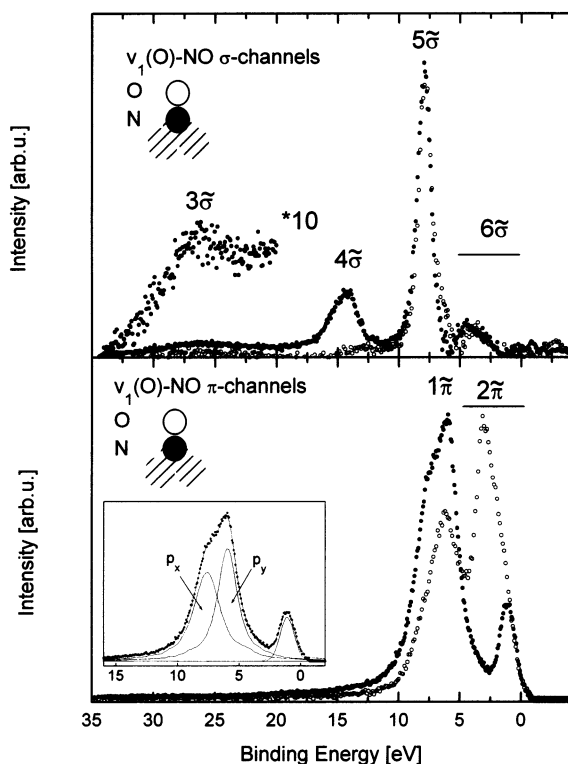 v₁(O)-NO σ-channels
O
N
3σ̃
*10
4σ̃
5σ̃
6σ̃
Intensity [arb.u.]
v₁(O)-NO π-channels
O
N
1π̃
2π̃
pₓ
p_y
15
10
5
0
Intensity [arb.u.]
35
30
25
20
15
10
5
0
Binding Energy [eV]